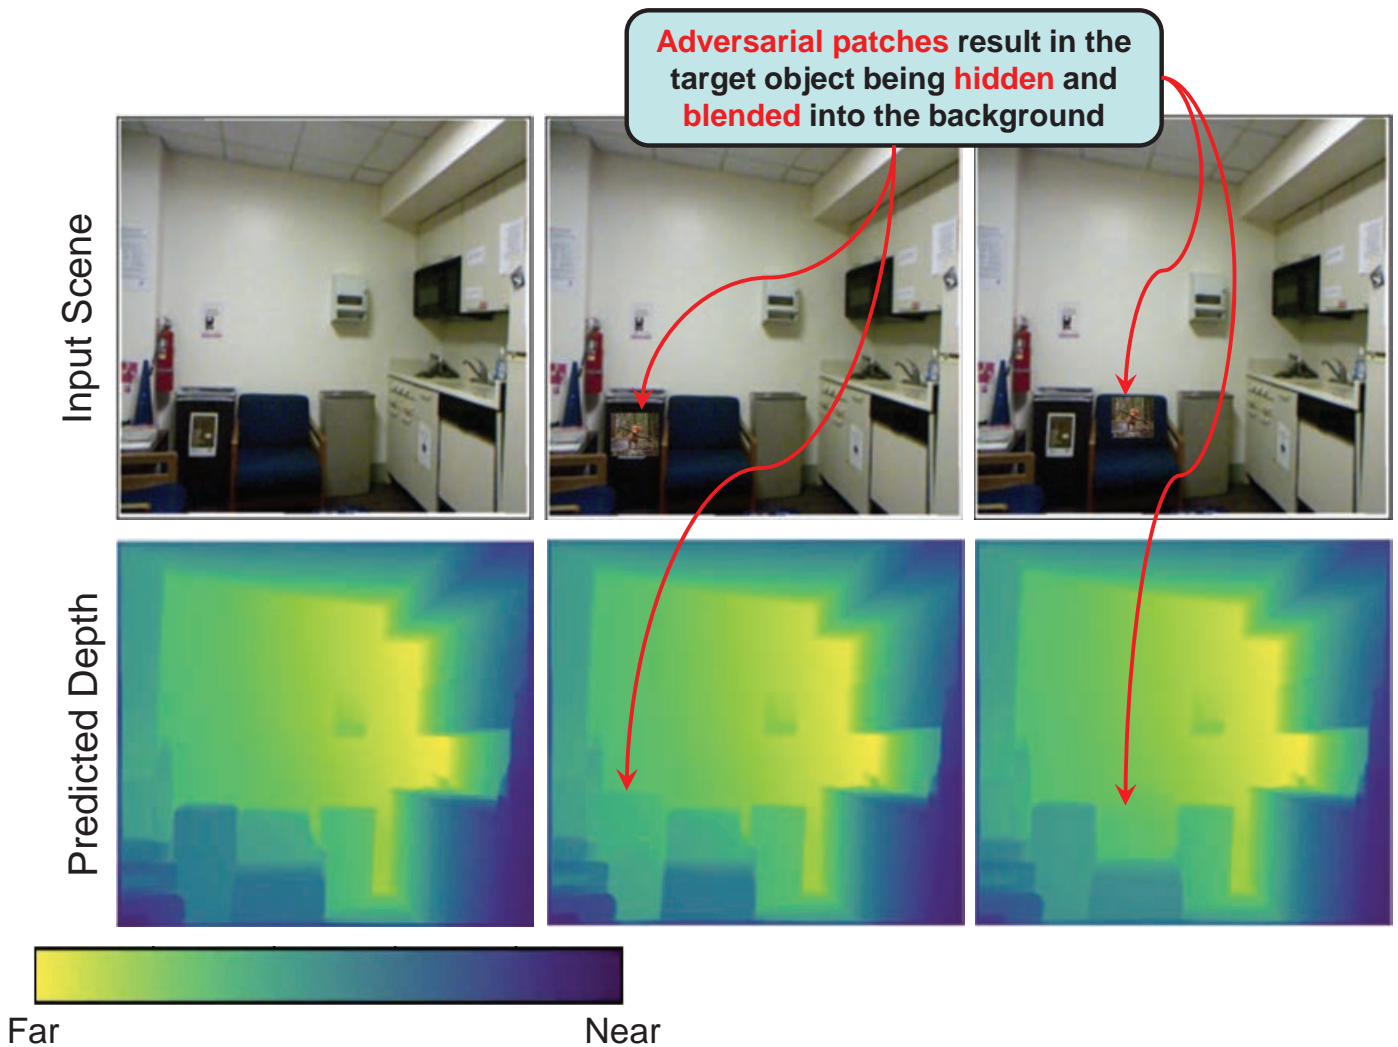 Adversarial patches result in the
target object being hidden and
blended into the background
Input Scene
Predicted Depth
Far
Near